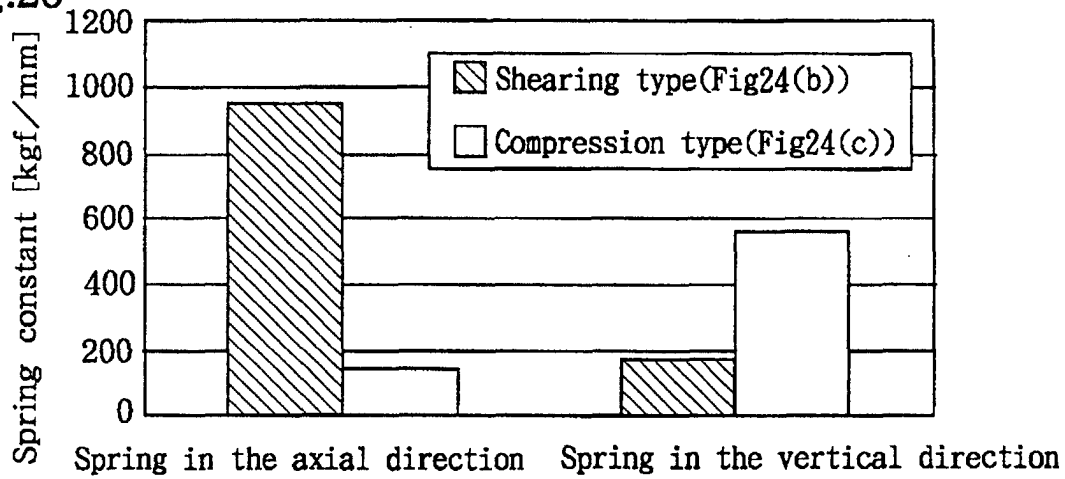 1200
1000
800
600
400
200
0
Spring constant [kgf/mm]
Shearing type(Fig24(b))
Compression type(Fig24(c))
Spring in the axial direction
Spring in the vertical direction